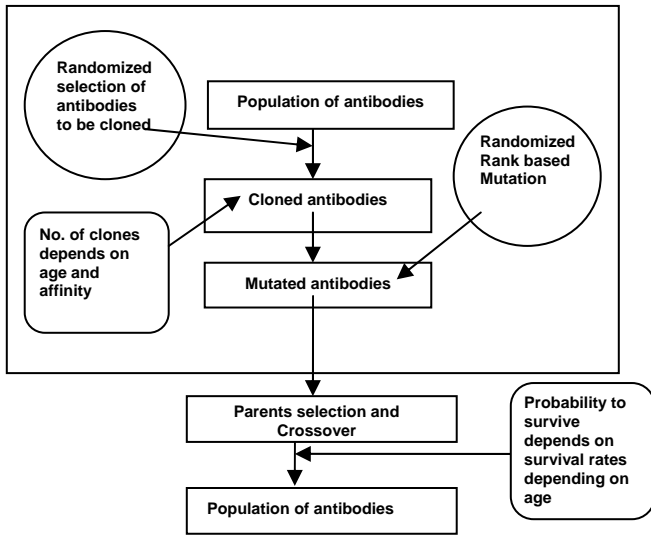 Randomized
selection of
antibodies
to be cloned
Population of antibodies
Randomized
Rank based
Mutation
Cloned antibodies
No. of clones
depends on
age and
affinity
Mutated antibodies
Parents selection and
Crossover
Probability to
survive
depends on
survival rates
depending on
age
Population of antibodies